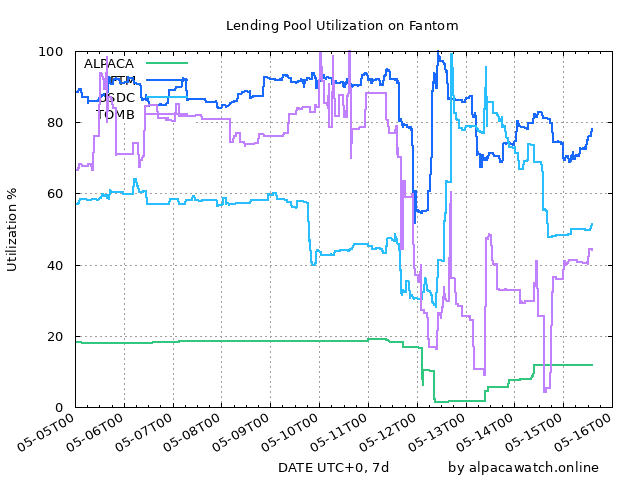 Lending Pool Utilization on Fantom
Utilization %
100
80
60
40
20
0
ALPACA
FTM
USDC
TOMB
05-05T00
05-06T00
05-07T00
05-08T00
05-09T00
05-10T00
05-11T00
05-12T00
05-13T00
05-14T00
05-15T00
05-16T00
DATE UTC+0, 7d
by alpacawatch.online